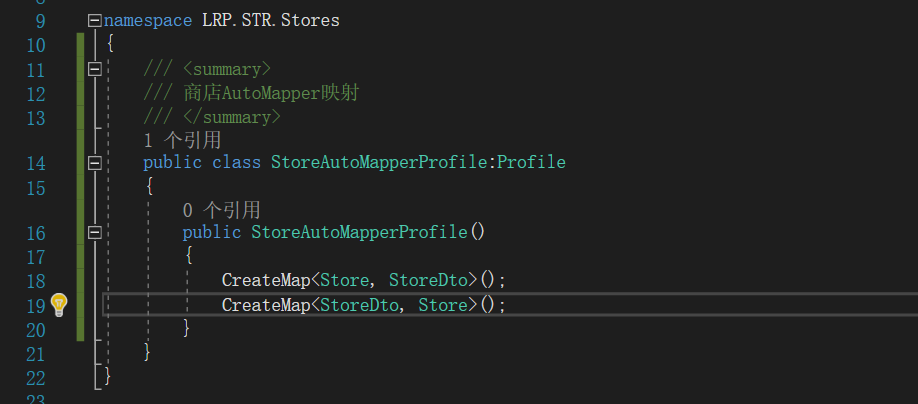 9 namespace LRP.STR.Stores
10 {
11 /// <summary>
12 /// 商店AutoMapper映射
13 /// </summary>
1 个引用
14 public class StoreAutoMapperProfile:Profile
15 {
0 个引用
16 public StoreAutoMapperProfile()
17 {
18 CreateMap<Store, StoreDto>();
19 CreateMap<StoreDto, Store>();
20 }
21 }
22 }
23